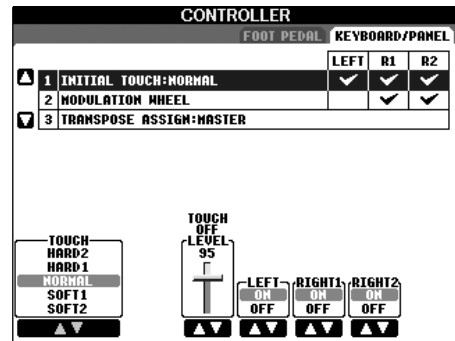 CONTROLLER
FOOT PEDAL KEYBOARD/PANEL
LEFT R1 R2
1 INITIAL TOUCH:NORMAL
2 MODULATION WHEEL
3 TRANSPOSE ASSIGN:MASTER
TOUCH
HARD2
HARD1
NORMAL
SOFT1
SOFT2
TOUCH
OFF
LEVEL
95
LEFT
ON
OFF
RIGHT1
ON
OFF
RIGHT2
ON
OFF